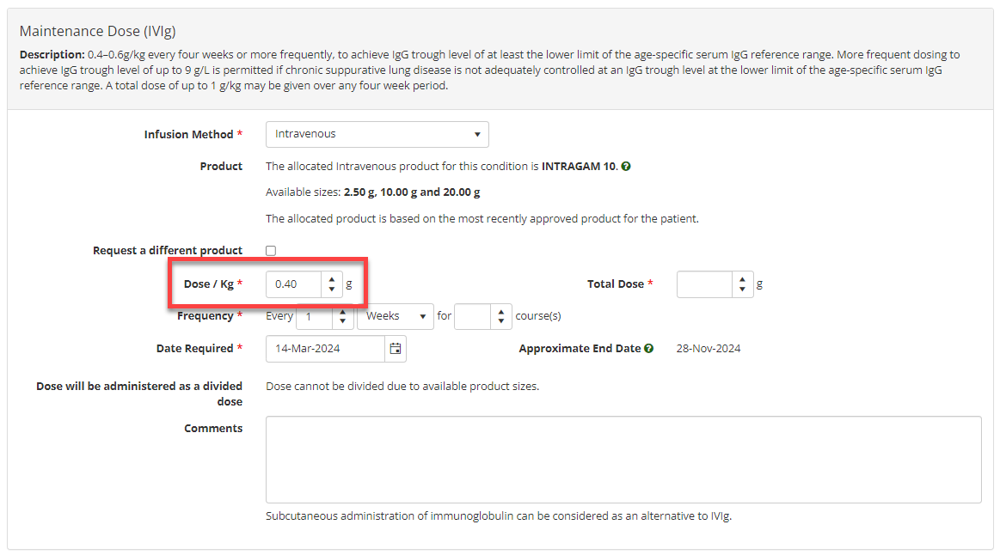 Maintenance Dose (IVIg)
Description: 0.4–0.6g/kg every four weeks or more frequently, to achieve IgG trough level of at least the lower limit of the age-specific serum IgG reference range. More frequent dosing to
achieve IgG trough level of up to 9 g/L is permitted if chronic suppurative lung disease is not adequately controlled at an IgG trough level at the lower limit of the age-specific serum IgG
reference range. A total dose of up to 1 g/kg may be given over any four week period.
Infusion Method * Intravenous
Product The allocated Intravenous product for this condition is INTRAGAM 10.
Available sizes: 2.50 g, 10.00 g and 20.00 g
The allocated product is based on the most recently approved product for the patient.
Request a different product
Dose / Kg * 0.40 g Total Dose * g
Frequency * Every 1 Weeks for course(s)
Date Required * 14-Mar-2024 Approximate End Date 28-Nov-2024
Dose will be administered as a divided
dose
Dose cannot be divided due to available product sizes.
Comments
Subcutaneous administration of immunoglobulin can be considered as an alternative to IVIg.